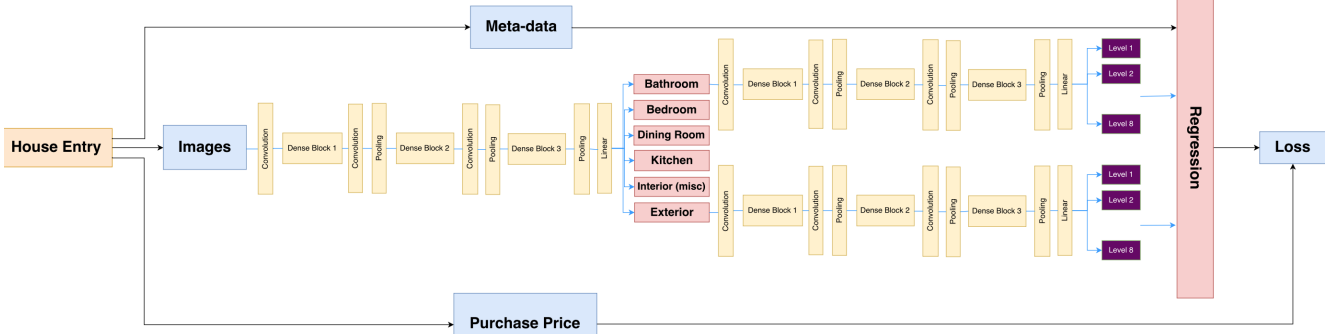 Meta-data
House Entry
Images
Convolution
Dense Block 1
Convolution
Pooling
Dense Block 2
Convolution
Pooling
Dense Block 3
Pooling
Linear
Bathroom
Bedroom
Dining Room
Kitchen
Interior (misc)
Exterior
Convolution
Dense Block 1
Convolution
Pooling
Dense Block 2
Convolution
Pooling
Dense Block 3
Pooling
Linear
Level 1
Level 2
Level 8
Convolution
Dense Block 1
Convolution
Pooling
Dense Block 2
Convolution
Pooling
Dense Block 3
Pooling
Linear
Level 1
Level 2
Level 8
Regression
Loss
Purchase Price